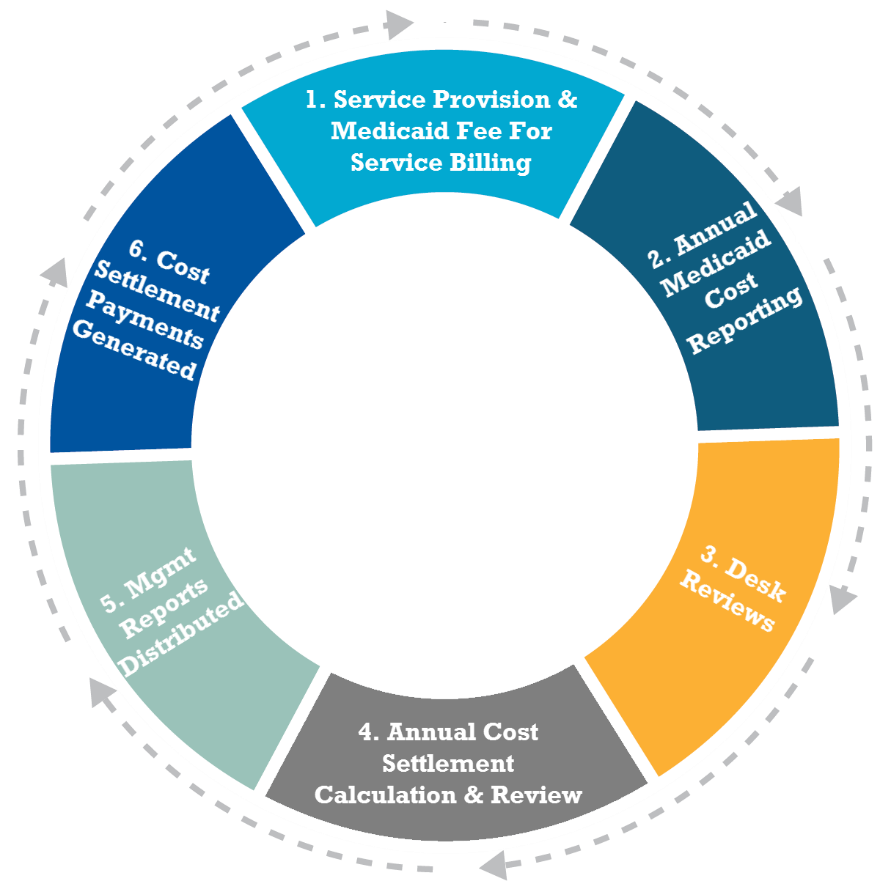 1. Service Provision &
Medicaid Fee For
Service Billing
2. Annual
Medicaid
Cost
Reporting
3. Desk
Reviews
4. Annual Cost
Settlement
Calculation & Review
5. Mgmt
Reports
Distributed
6. Cost
Settlement
Payments
Generated